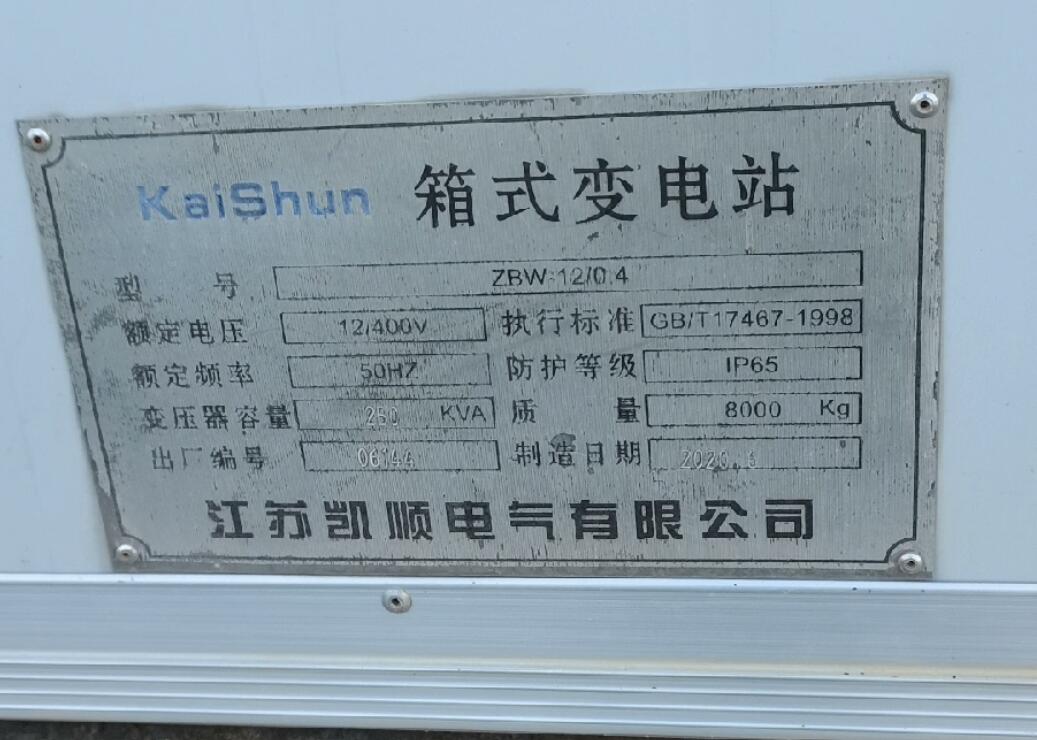 KaiShun 箱式变电站
型 号 ZBW-12/0.4
额定电压 12/400V 执行标准 GB/T17467-1998
额定频率 50HZ 防护等级 IP65
变压器容量 250 KVA 质 量 8000 Kg
出厂编号 06144 制造日期 2020.6
江苏凯顺电气有限公司